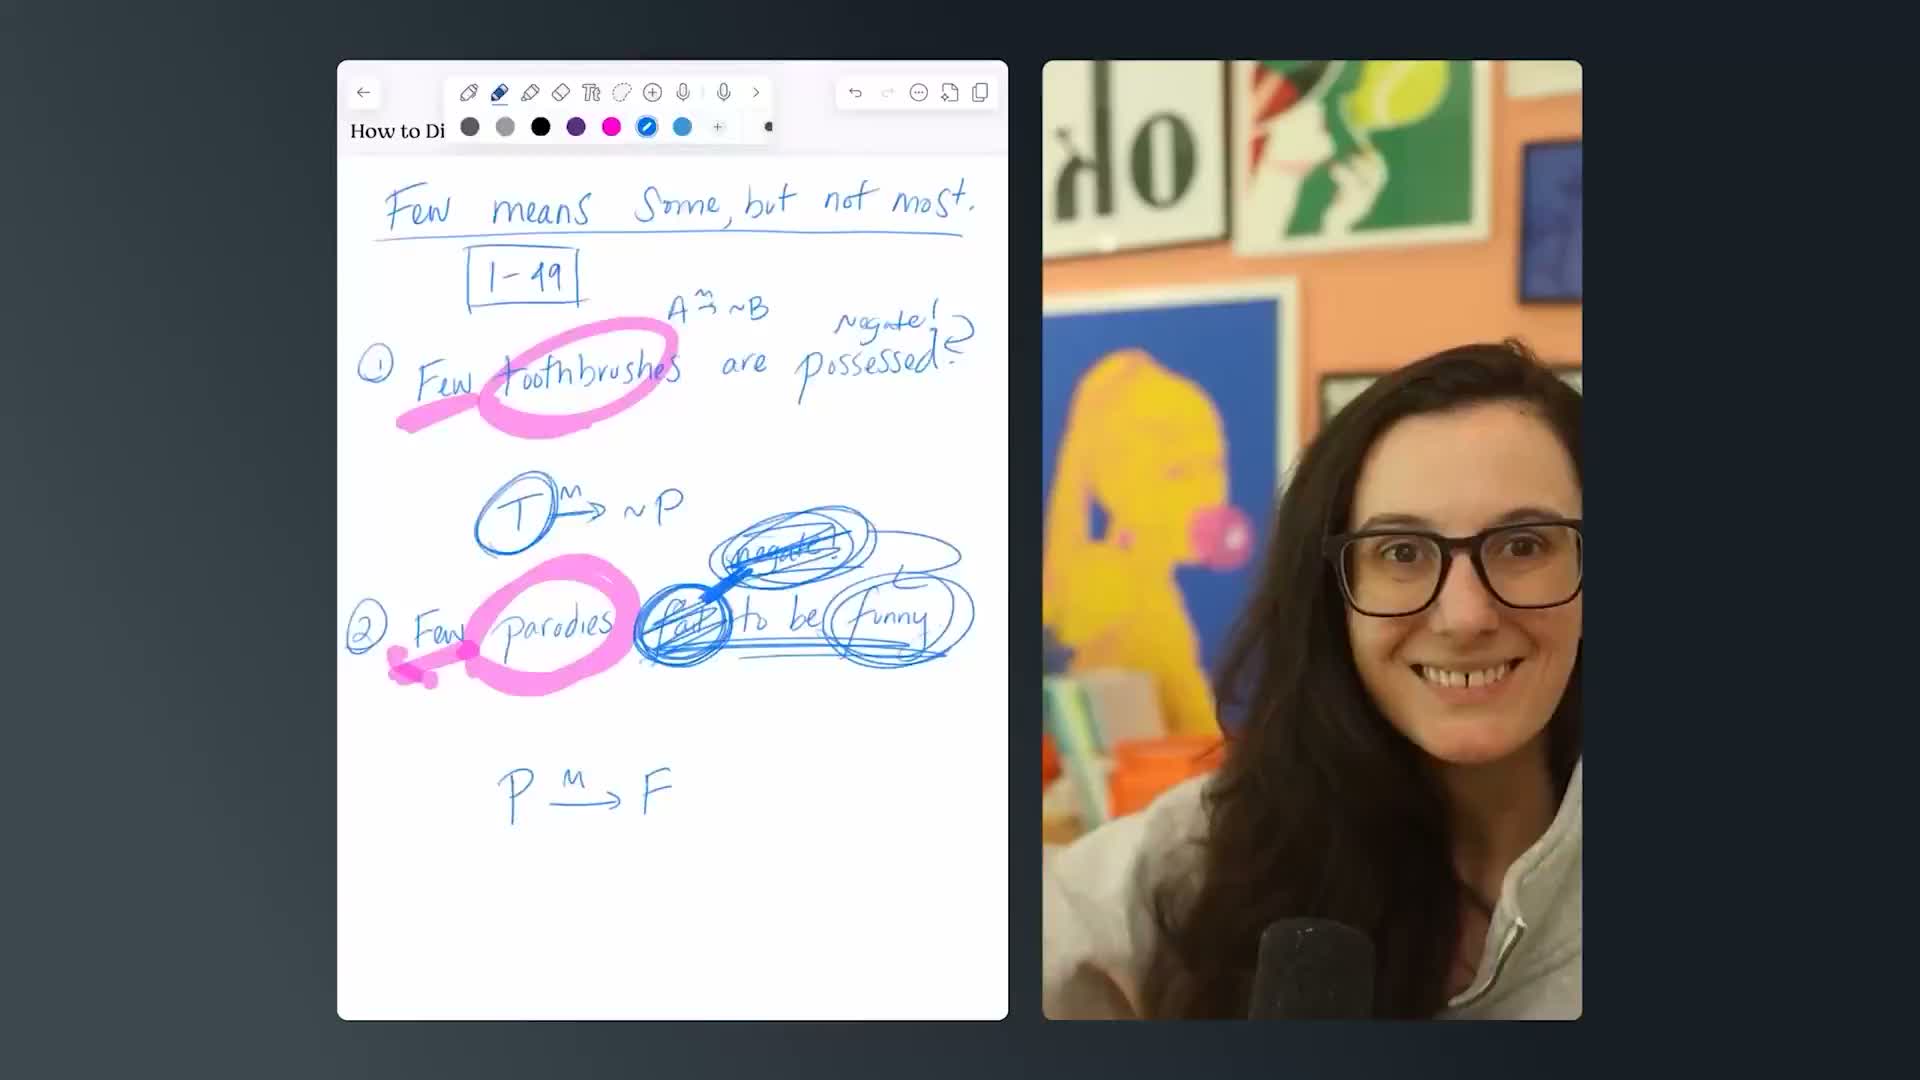 How to Di
Few means Some, but not most.
1-49
A m→ ~B
negate!
① Few toothbrushes are possessed.
T M→ ~P
negate!
② Few parodies fail to be funny
P M→ F